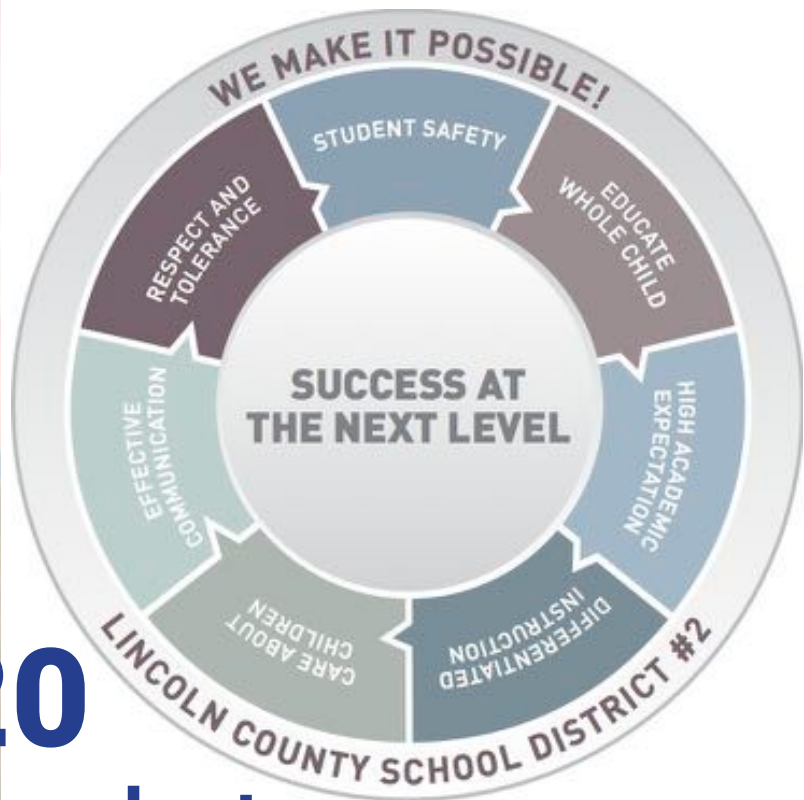 WE MAKE IT POSSIBLE!
STUDENT SAFETY
EDUCATE
WHOLE CHILD
HIGH ACADEMIC
EXPECTATION
DIFFERENTIATED
INSTRUCTION
CARE ABOUT
CHILDREN
EFFECTIVE
COMMUNICATION
RESPECT AND
TOLERANCE
SUCCESS AT
THE NEXT LEVEL
LINCOLN COUNTY SCHOOL DISTRICT #2